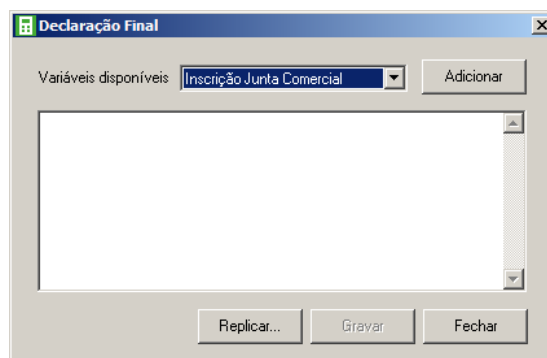 Declaração Final
Variáveis disponíveis Inscrição Junta Comercial Adicionar
Replicar... Gravar Fechar